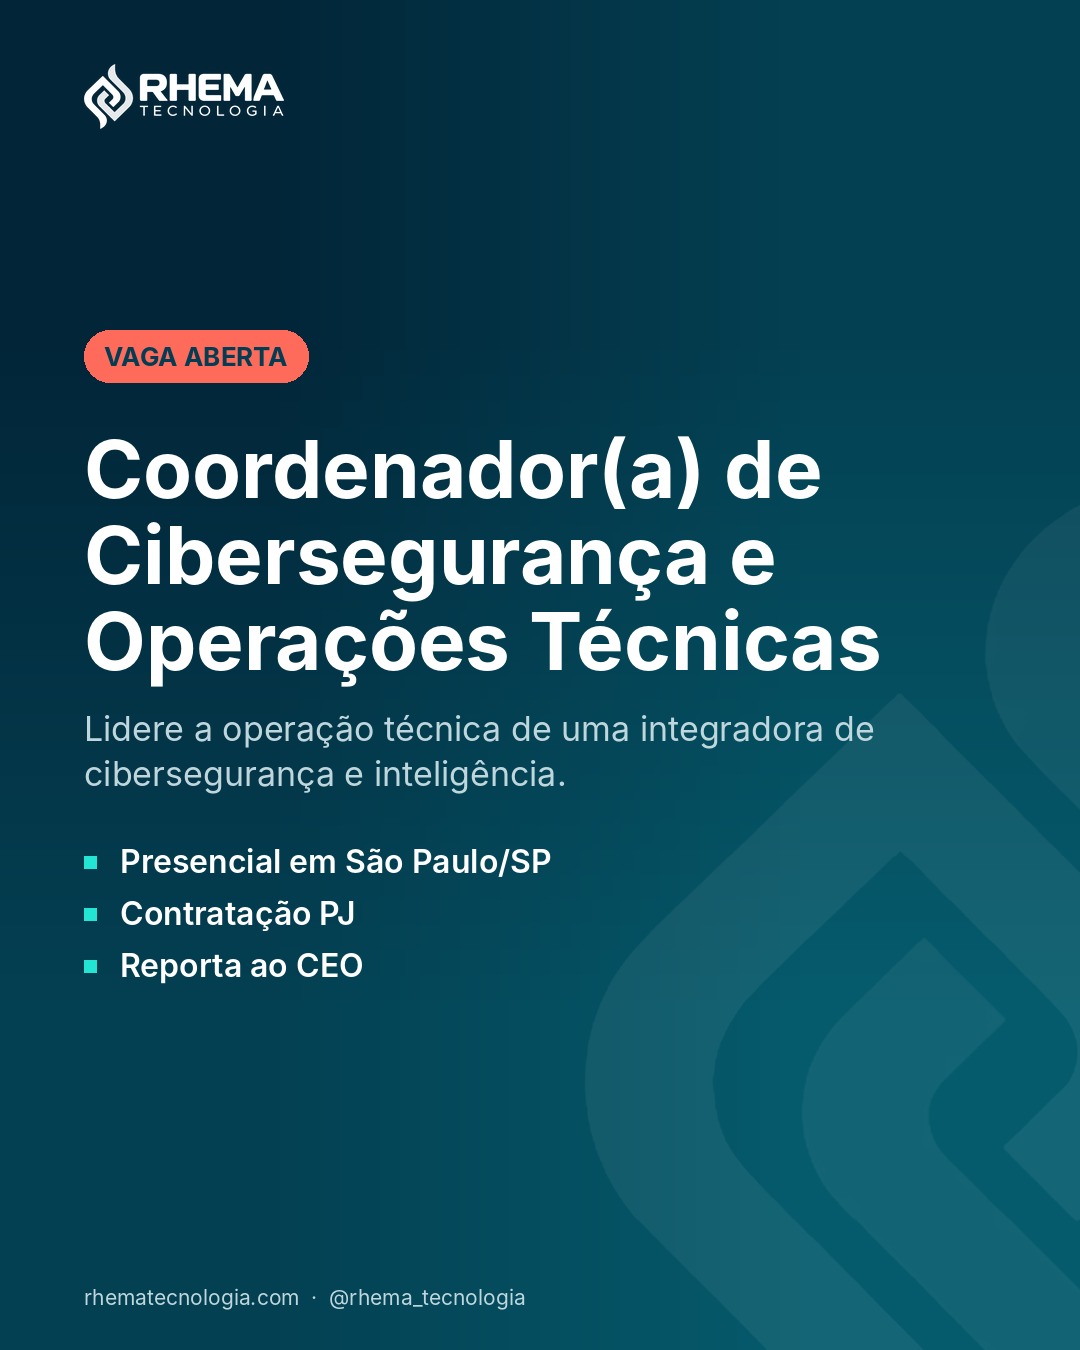 RHEMA
TECNOLOGIA
VAGA ABERTA
Coordenador(a) de
Cibersegurança e
Operações Técnicas
Lidere a operação técnica de uma integradora de
cibersegurança e inteligência.
Presencial em São Paulo/SP
Contratação PJ
Reporta ao CEO
rhematecnologia.com · @rhema_tecnologia